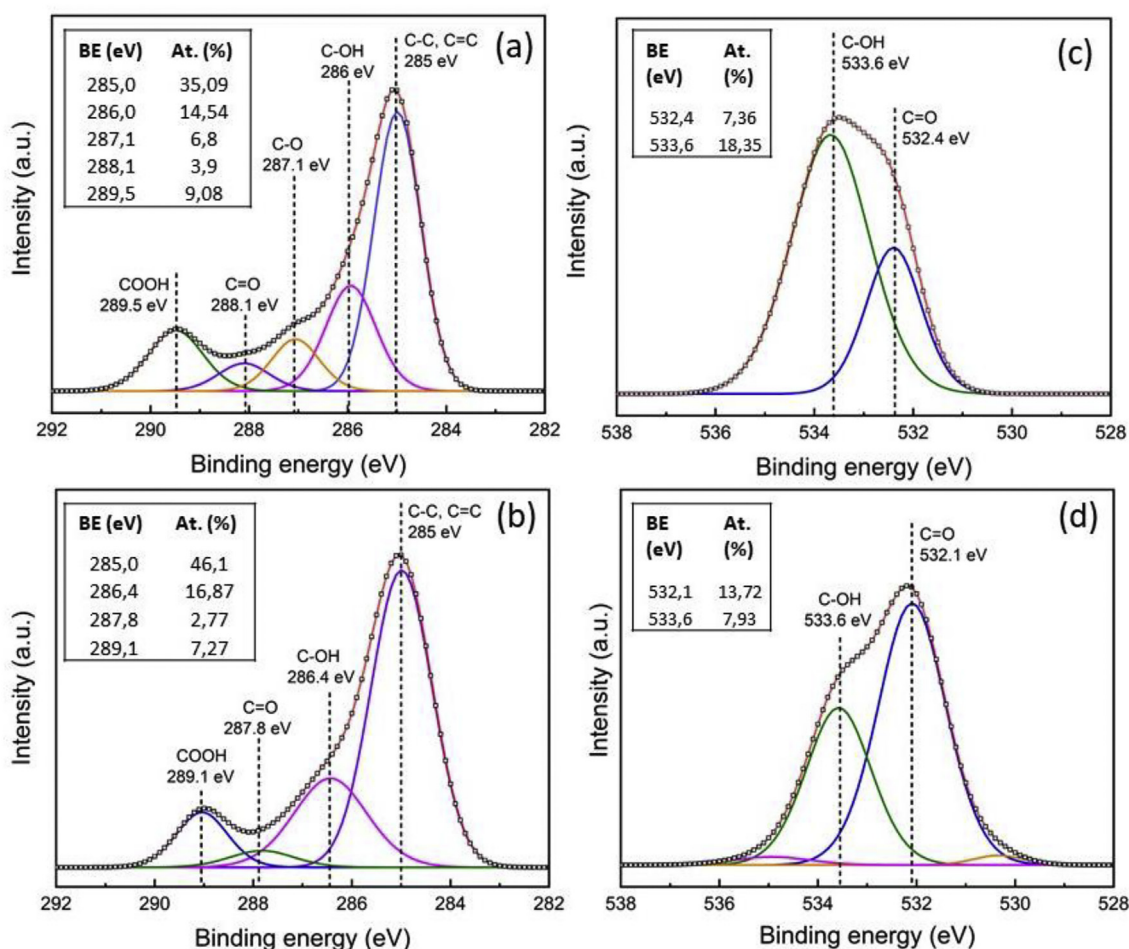 (a)
BE (eV) At. (%)
285,0 35,09
286,0 14,54
287,1 6,8
288,1 3,9
289,5 9,08
C-C, C=C
285 eV
C-OH
286 eV
C-O
287.1 eV
C=O
288.1 eV
COOH
289.5 eV
Intensity (a.u.)
292 290 288 286 284 282
Binding energy (eV)
(c)
BE At.
(eV) (%)
532,4 7,36
533,6 18,35
C-OH
533.6 eV
C=O
532.4 eV
Intensity (a.u.)
538 536 534 532 530 528
Binding energy (eV)
(b)
BE (eV) At. (%)
285,0 46,1
286,4 16,87
287,8 2,77
289,1 7,27
C-C, C=C
285 eV
C-OH
286.4 eV
C=O
287.8 eV
COOH
289.1 eV
Intensity (a.u.)
292 290 288 286 284 282
Binding energy (eV)
(d)
BE At.
(eV) (%)
532,1 13,72
533,6 7,93
C=O
532.1 eV
C-OH
533.6 eV
Intensity (a.u.)
538 536 534 532 530 528
Binding energy (eV)